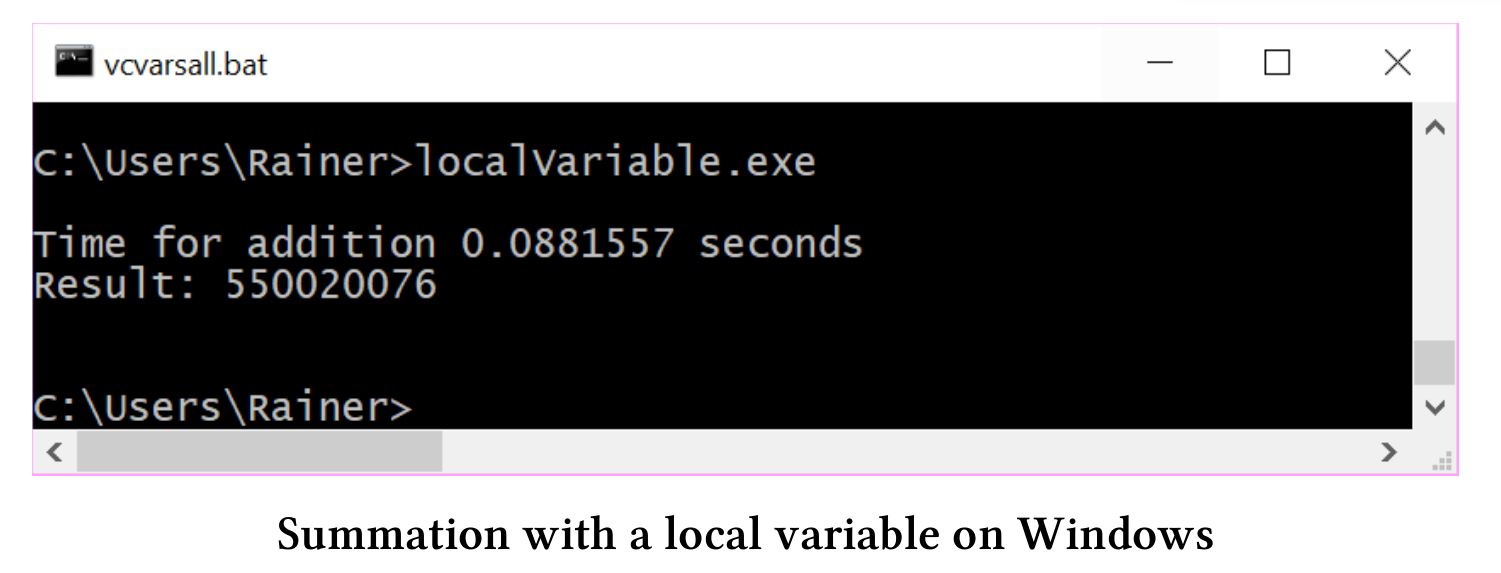 vcvarsall.bat
C:\Users\Rainer>localVariable.exe
Time for addition 0.0881557 seconds
Result: 550020076
C:\Users\Rainer>
Summation with a local variable on Windows